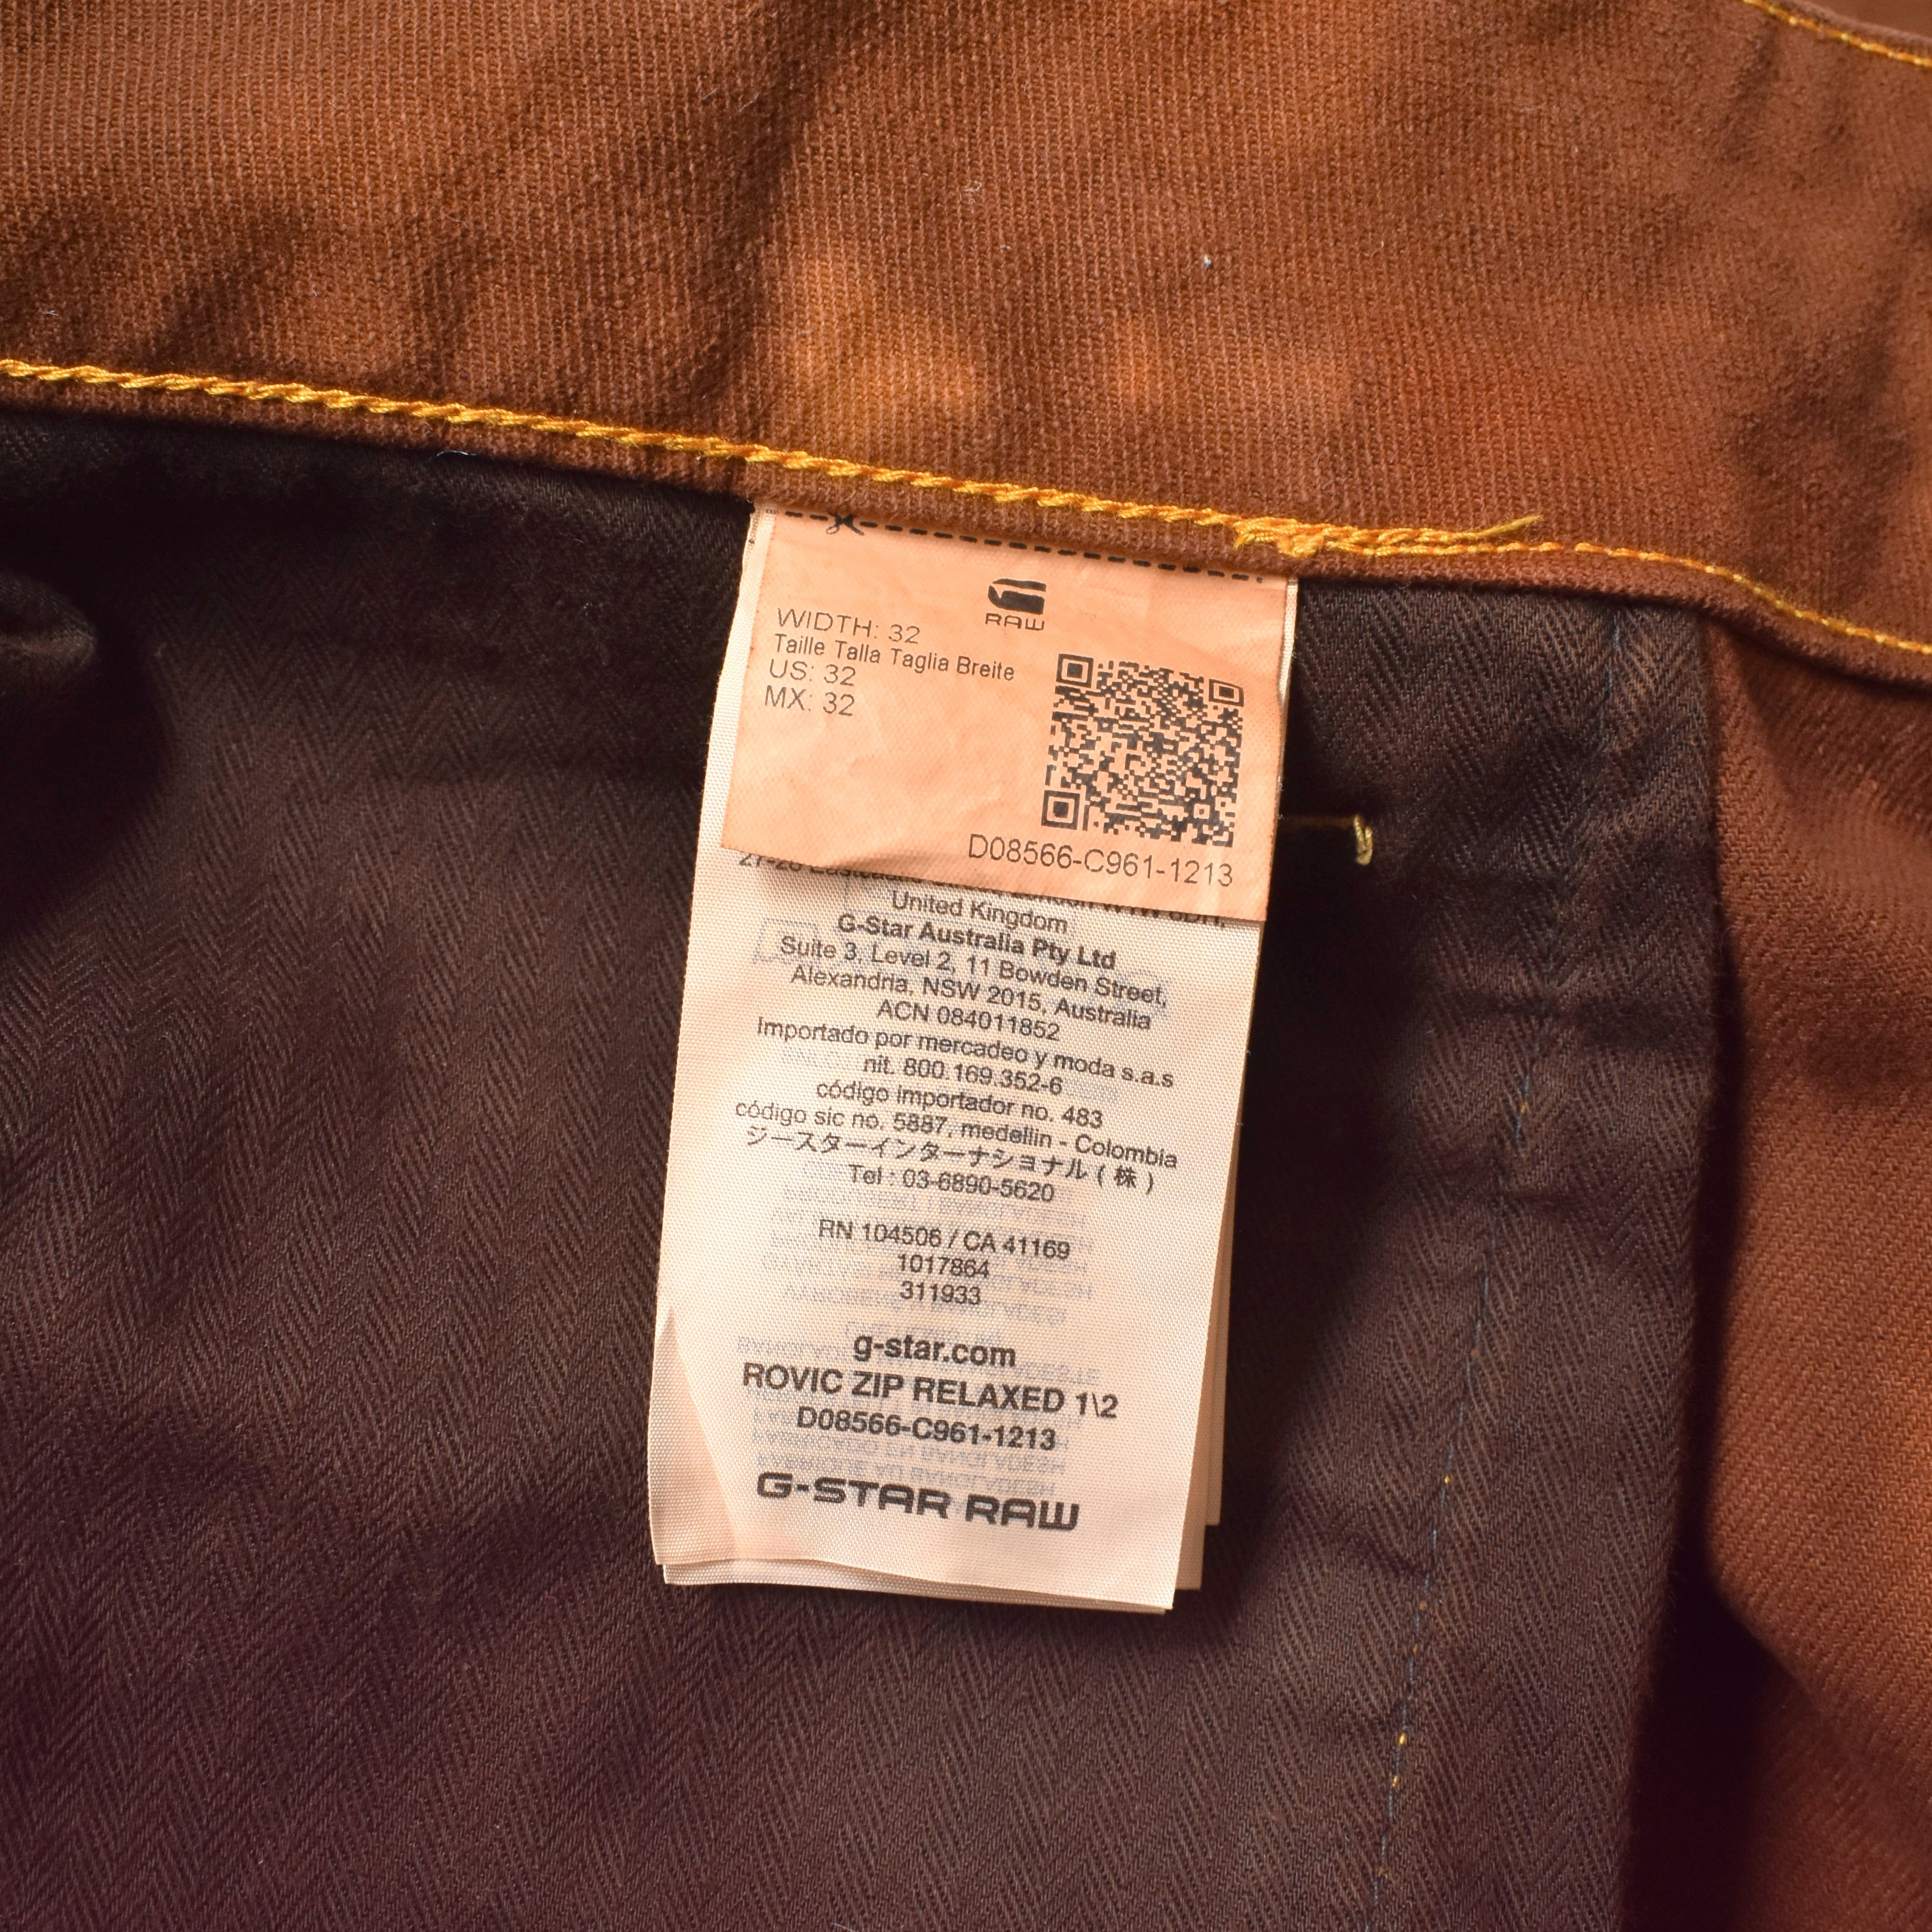 RAW
WIDTH: 32
Taille Talla Taglia Breite
US: 32
MX: 32
D08566-C961-1213
United Kingdom
G-Star Australia Pty Ltd
Suite 3, Level 2, 11 Bowden Street,
Alexandria, NSW 2015, Australia
ACN 084011852
Importado por mercadeo y moda s.a.s
nit. 800.169.352-6
código importador no. 483
código sic no. 5887, medellin - Colombia
ジースターインターナショナル ( 株 )
Tel : 03-6890-5620
RN 104506 / CA 41169
1017864
311933
g-star.com
ROVIC ZIP RELAXED 1\2
D08566-C961-1213
G-STAR RAW